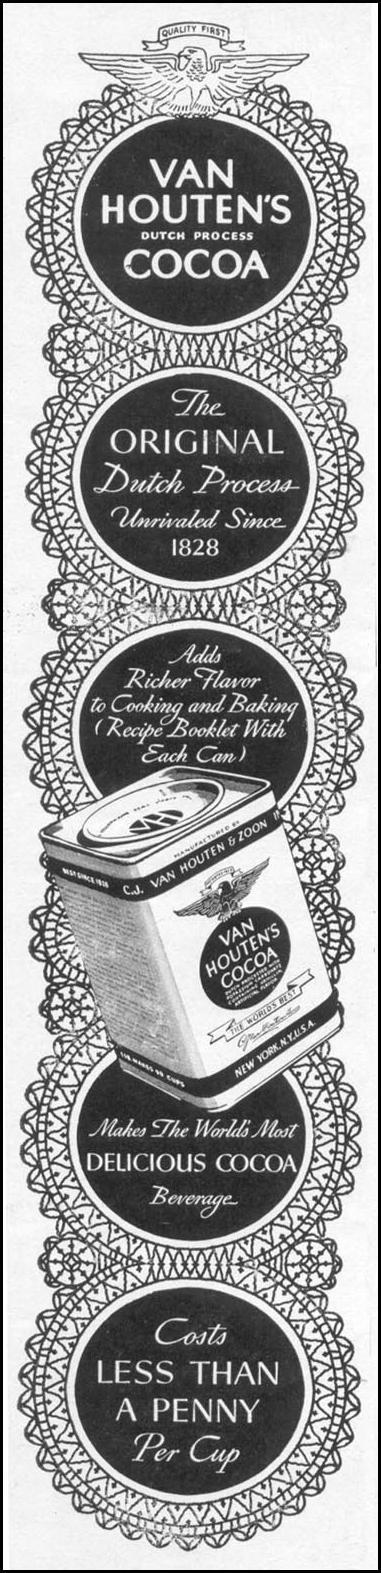 QUALITY FIRST
VAN
HOUTEN'S
DUTCH PROCESS
COCOA
The
ORIGINAL
Dutch Process
Unrivaled Since
1828
Adds
Richer Flavor
to Cooking and Baking
(Recipe Booklet With
Each Can)
VH
MANUFACTURED BY
BEST SINCE 1828
C.J. VAN HOUTEN & ZOON IN
VAN
HOUTEN'S
COCOA
THE WORLD'S BEST
NEW YORK, N.Y. U.S.A.
Makes The World's Most
DELICIOUS COCOA
Beverage
Costs
LESS THAN
A PENNY
Per Cup